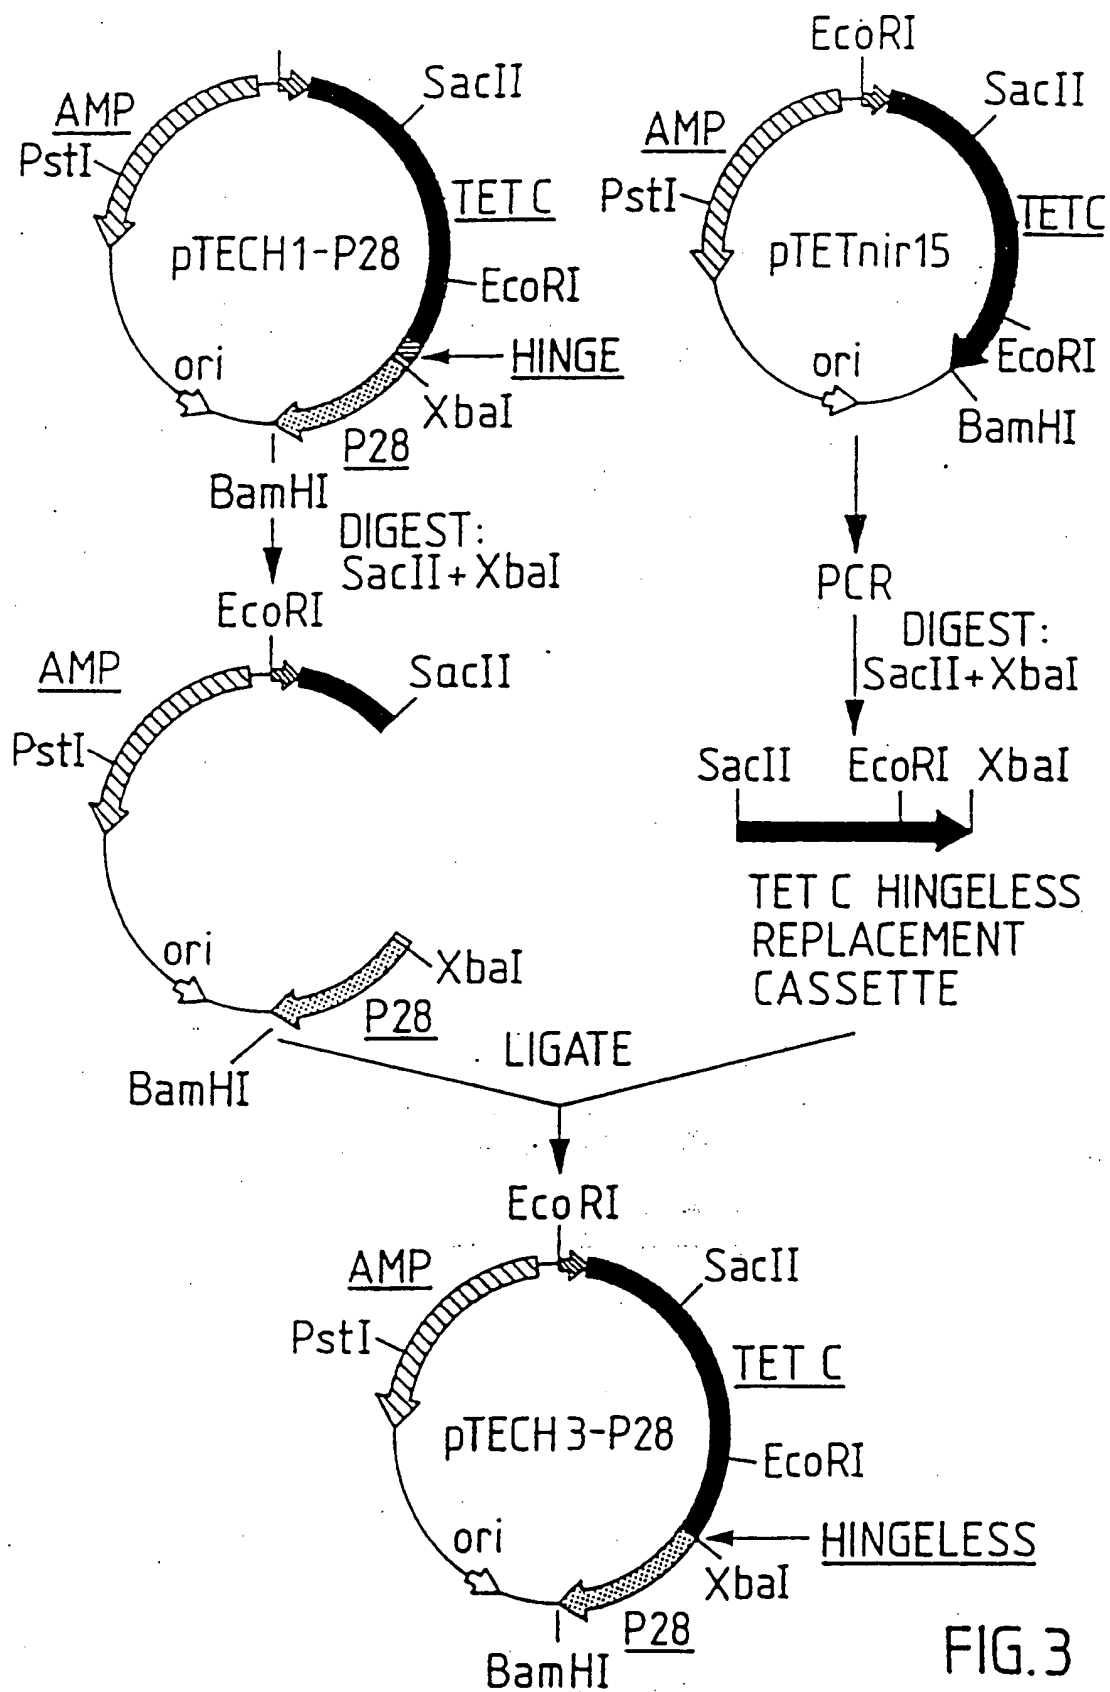 AMP
SacII
PstI
TET C
pTECH1-P28
EcoRI
HINGE
ori
XbaI
P28
BamHI
EcoRI
SacII
AMP
PstI
TETC
pTETnir15
EcoRI
ori
BamHI
DIGEST:
SacII+XbaI
PCR
DIGEST:
SacII+XbaI
EcoRI
AMP
SacII
PstI
ori
XbaI
P28
BamHI
SacII EcoRI XbaI
TET C HINGELESS
REPLACEMENT
CASSETTE
LIGATE
EcoRI
AMP
SacII
PstI
TET C
pTECH3-P28
EcoRI
HINGELESS
ori
XbaI
P28
BamHI
FIG.3